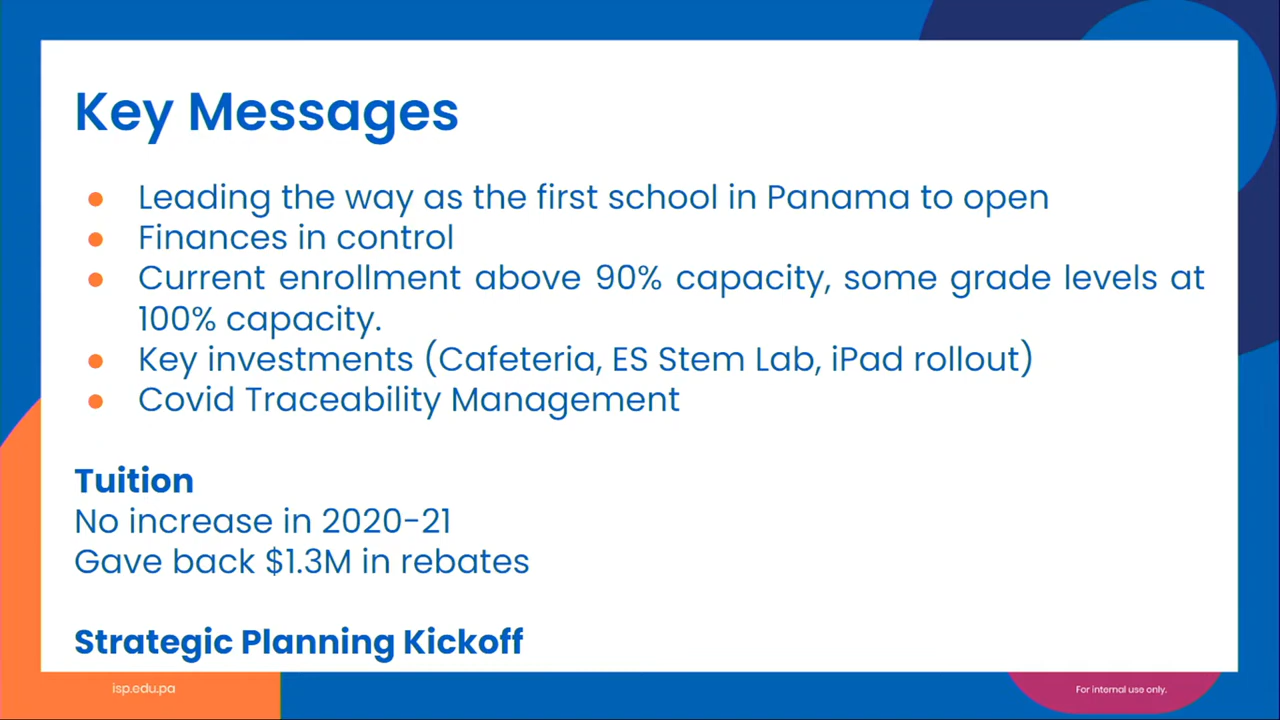 Key Messages
● Leading the way as the first school in Panama to open
● Finances in control
● Current enrollment above 90% capacity, some grade levels at
100% capacity.
● Key investments (Cafeteria, ES Stem Lab, iPad rollout)
● Covid Traceability Management
Tuition
No increase in 2020-21
Gave back $1.3M in rebates
Strategic Planning Kickoff
isp.edu.pa
For internal use only.